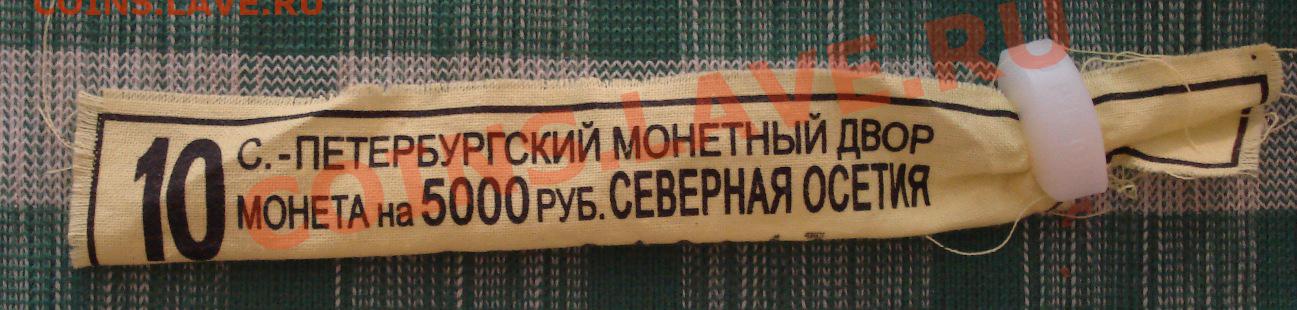 COINS.LAVE.RU
COINS.LAVE.RU
10
С.-ПЕТЕРБУРГСКИЙ МОНЕТНЫЙ ДВОР
МОНЕТА на 5000 РУБ. СЕВЕРНАЯ ОСЕТИЯ